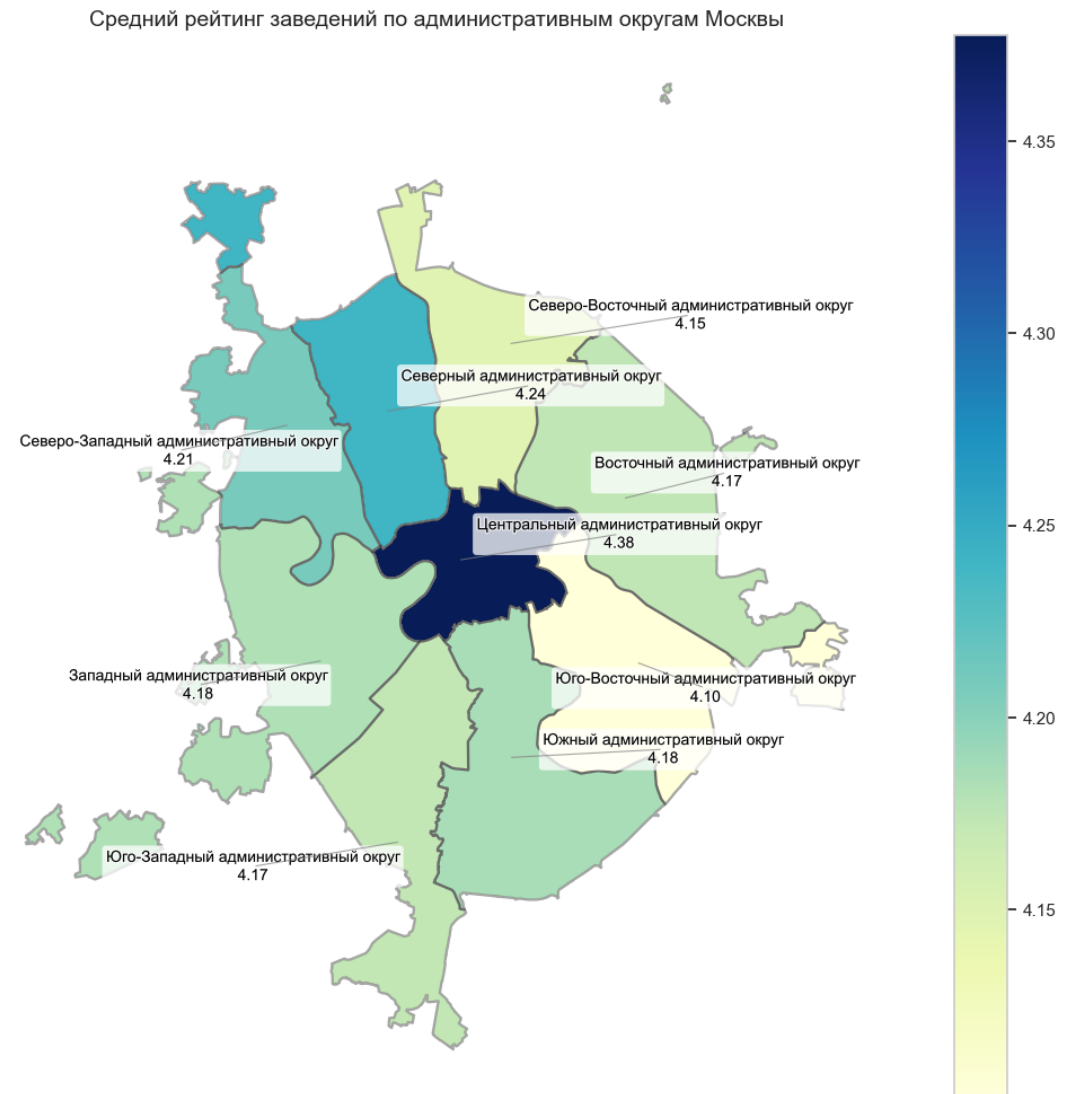 Средний рейтинг заведений по административным округам Москвы
4.35
4.30
Северо-Восточный административный округ
4.15
Северный административный округ
4.24
Северо-Западный административный округ
4.21
Восточный административный округ
4.17
4.25
Центральный административный округ
4.38
Западный административный округ
4.18
Юго-Восточный административный округ
4.10
4.20
Южный административный округ
4.18
Юго-Западный административный округ
4.17
4.15